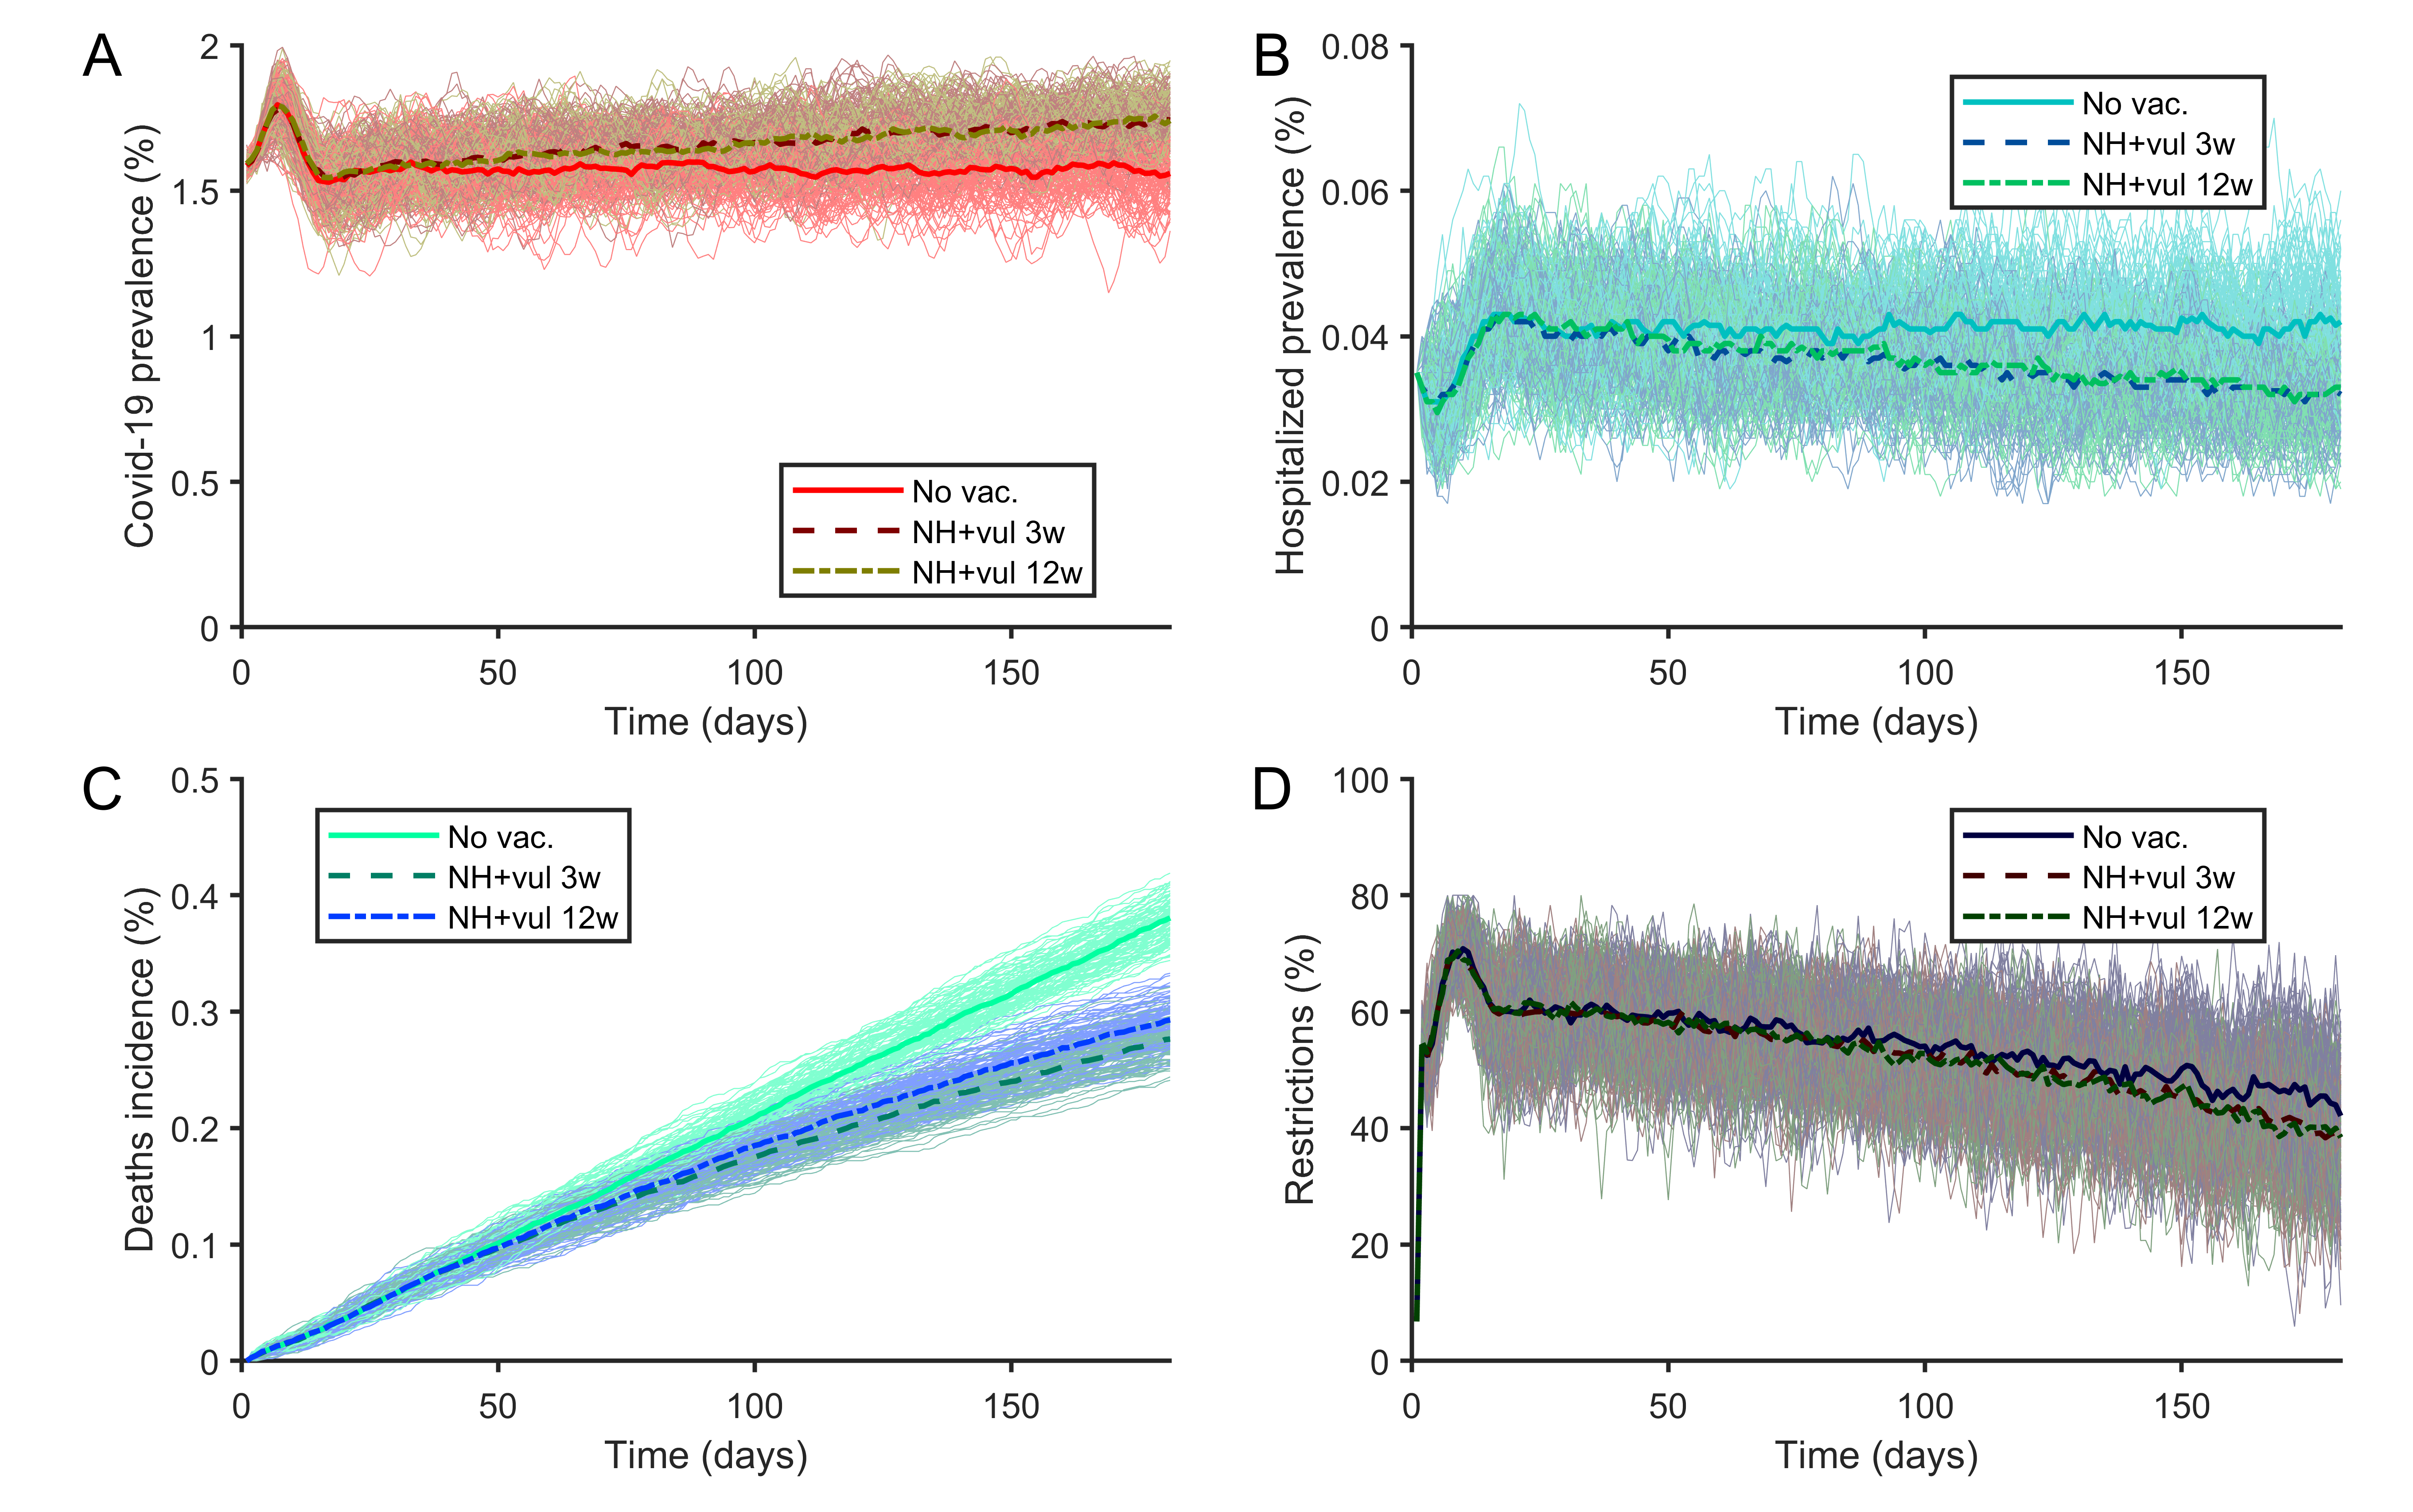 A
Covid-19 prevalence (%)
2
1.5
1
0.5
0
0
50
100
150
Time (days)
No vac.
NH+vul 3w
NH+vul 12w
B
Hospitalized prevalence (%)
0.08
0.06
0.04
0.02
0
0
50
100
150
Time (days)
No vac.
NH+vul 3w
NH+vul 12w
C
Deaths incidence (%)
0.5
0.4
0.3
0.2
0.1
0
0
50
100
150
Time (days)
No vac.
NH+vul 3w
NH+vul 12w
D
Restrictions (%)
100
80
60
40
20
0
0
50
100
150
Time (days)
No vac.
NH+vul 3w
NH+vul 12w